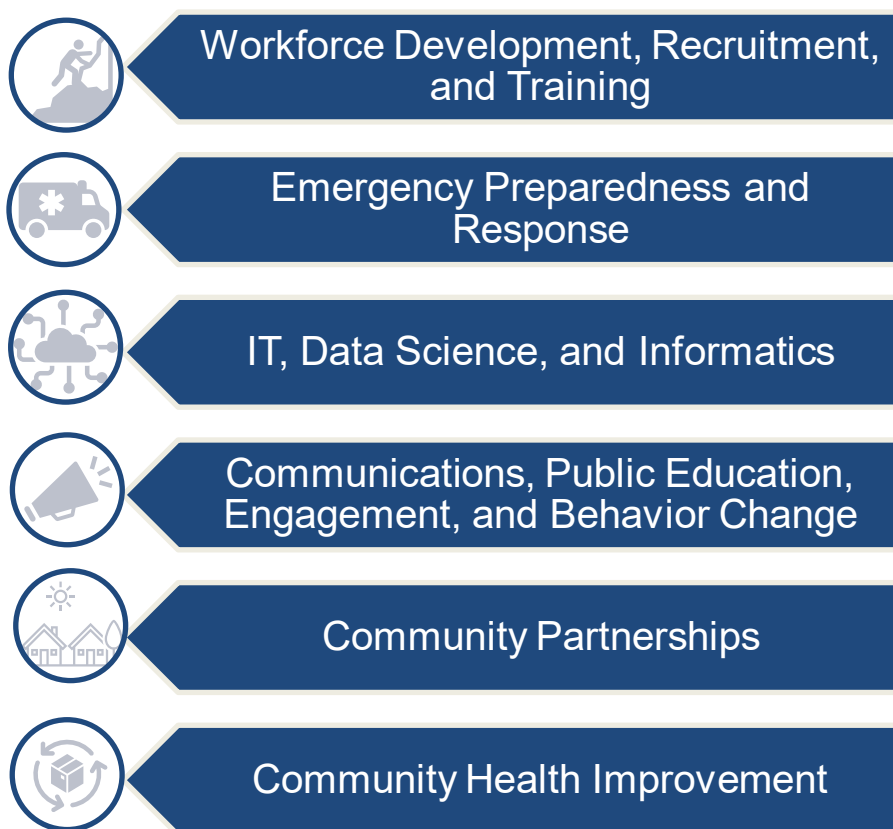 Workforce Development, Recruitment,
and Training
Emergency Preparedness and
Response
IT, Data Science, and Informatics
Communications, Public Education,
Engagement, and Behavior Change
Community Partnerships
Community Health Improvement